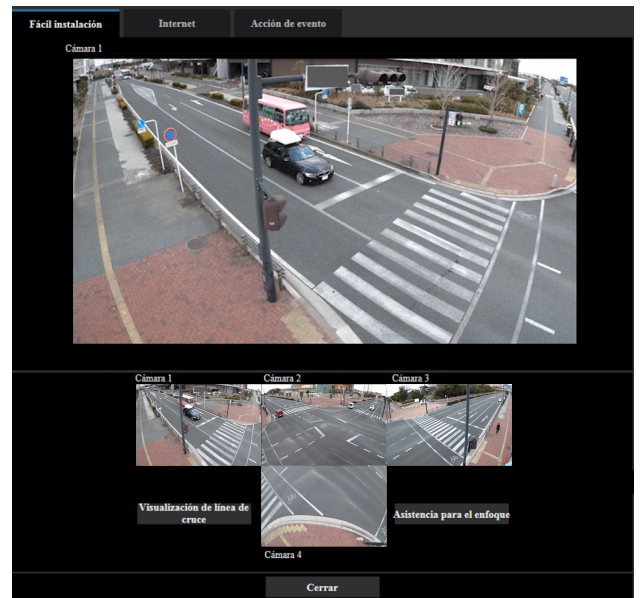 Fácil instalación
Internet
Acción de evento
Cámara 1
Cámara 1
Cámara 2
Cámara 3
Visualización de línea de
cruce
Asistencia para el enfoque
Cámara 4
Cerrar